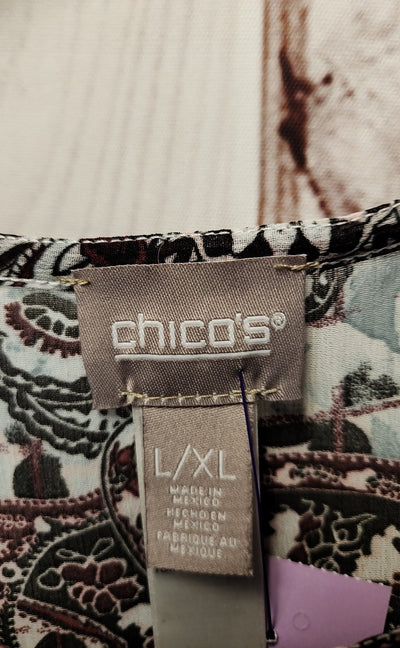 chico's®
L/XL
MADE IN
MEXICO
HECHO EN
MEXICO
FABRIQUE AU
MEXIQUE